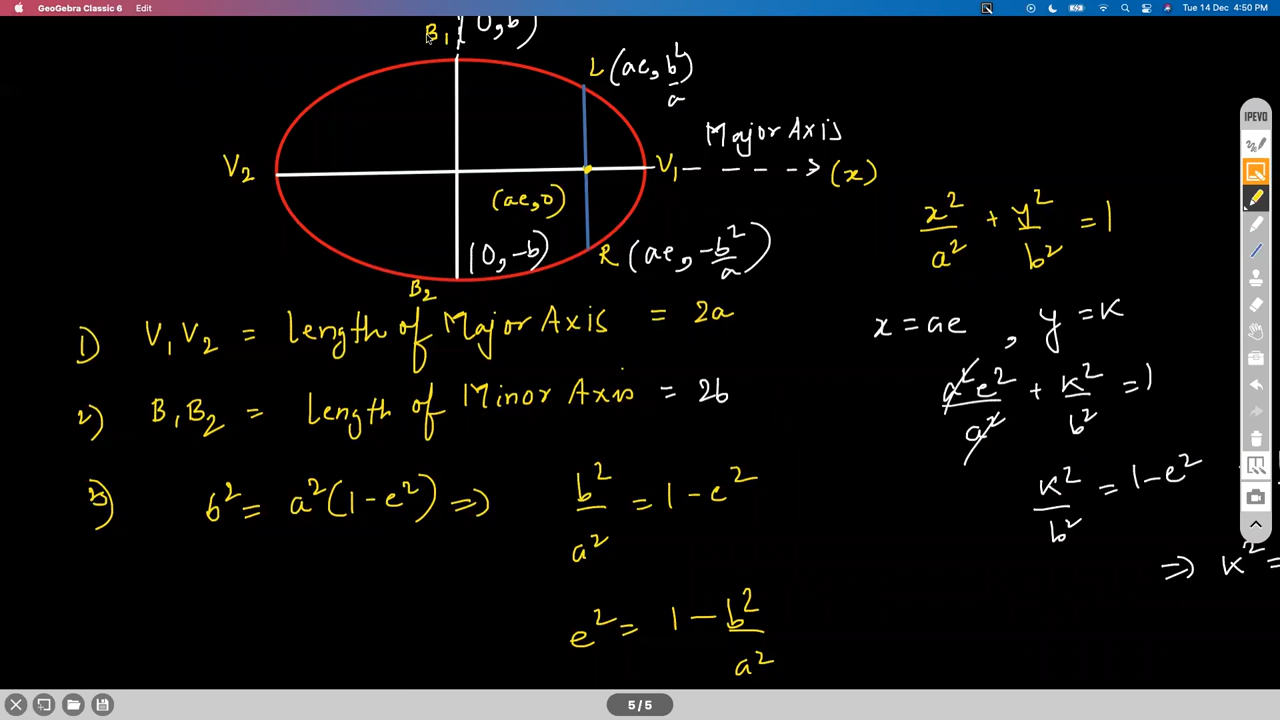 GeoGebra Classic 6 Edit Tue 14 Dec 4:50 PM
B₁ (0, b)
L (ae, b²/a)
Major Axis
V₂ V₁ (x)
(ae, 0)
(0, -b) R (ae, -b²/a)
B₂
x²/a² + y²/b² = 1
1) V₁V₂ = length of Major Axis = 2a
2) B₁B₂ = length of Minor Axis = 2b
3) b² = a²(1-e²) => b²/a² = 1-e²
e² = 1 - b²/a²
x = ae, y = k
a²e²/a² + k²/b² = 1
k²/b² = 1-e²
=> k² =
IPEVO
5/5